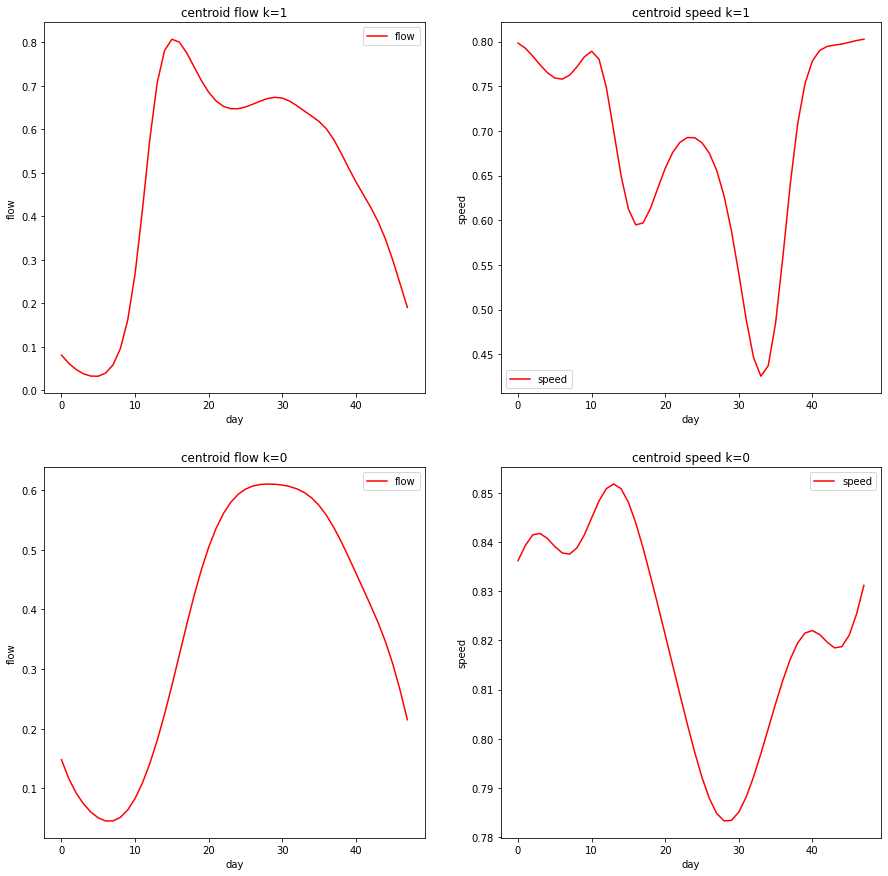 centroid flow k=1
flow
0.8
0.7
0.6
0.5
0.4
0.3
0.2
0.1
0.0
flow
0 10 20 30 40
day
centroid speed k=1
speed
0.80
0.75
0.70
0.65
0.60
0.55
0.50
0.45
speed
0 10 20 30 40
day
centroid flow k=0
flow
0.6
0.5
0.4
0.3
0.2
0.1
flow
0 10 20 30 40
day
centroid speed k=0
speed
0.85
0.84
0.83
0.82
0.81
0.80
0.79
0.78
speed
0 10 20 30 40
day